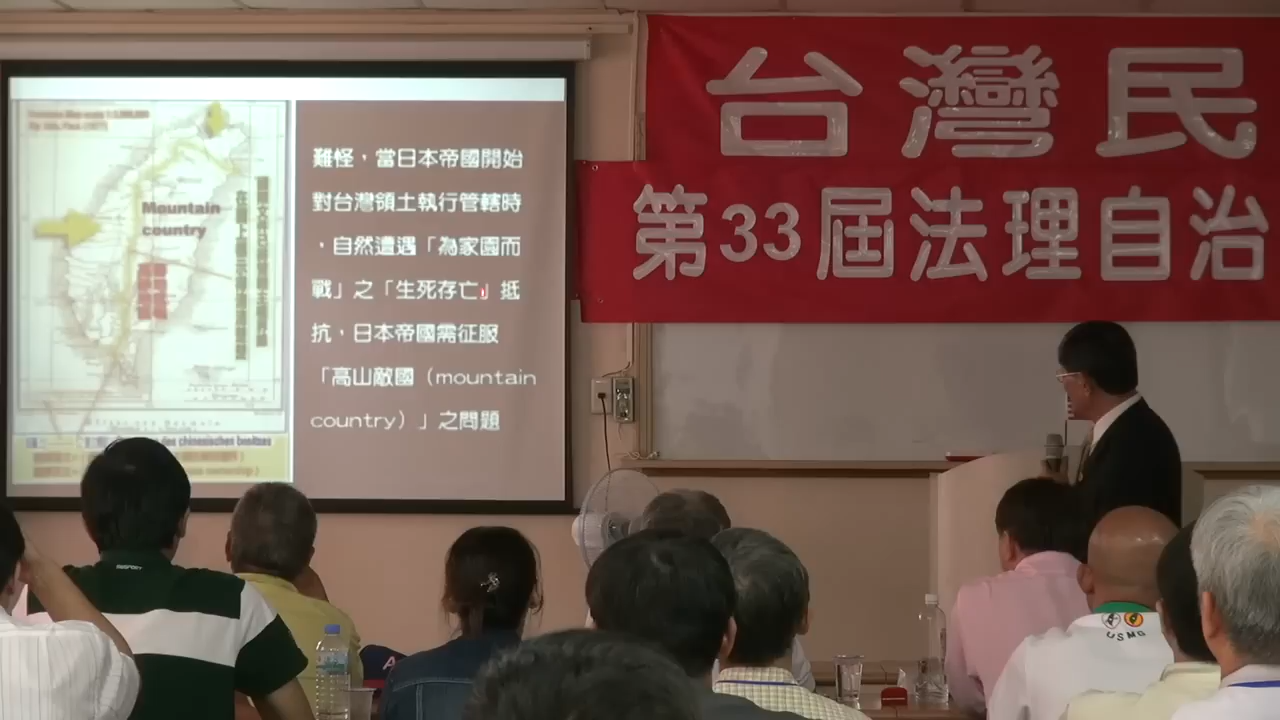 台灣民
第33屆法理自治
難怪,當日本帝國開始
對台灣領土執行管轄時
,自然遭遇「為家園而
戰」之「生死存亡」抵
抗,日本帝國需征服
「高山敵國(mountain
country)」之問題
Mountain
country
des chinesischen besitzes
USMG